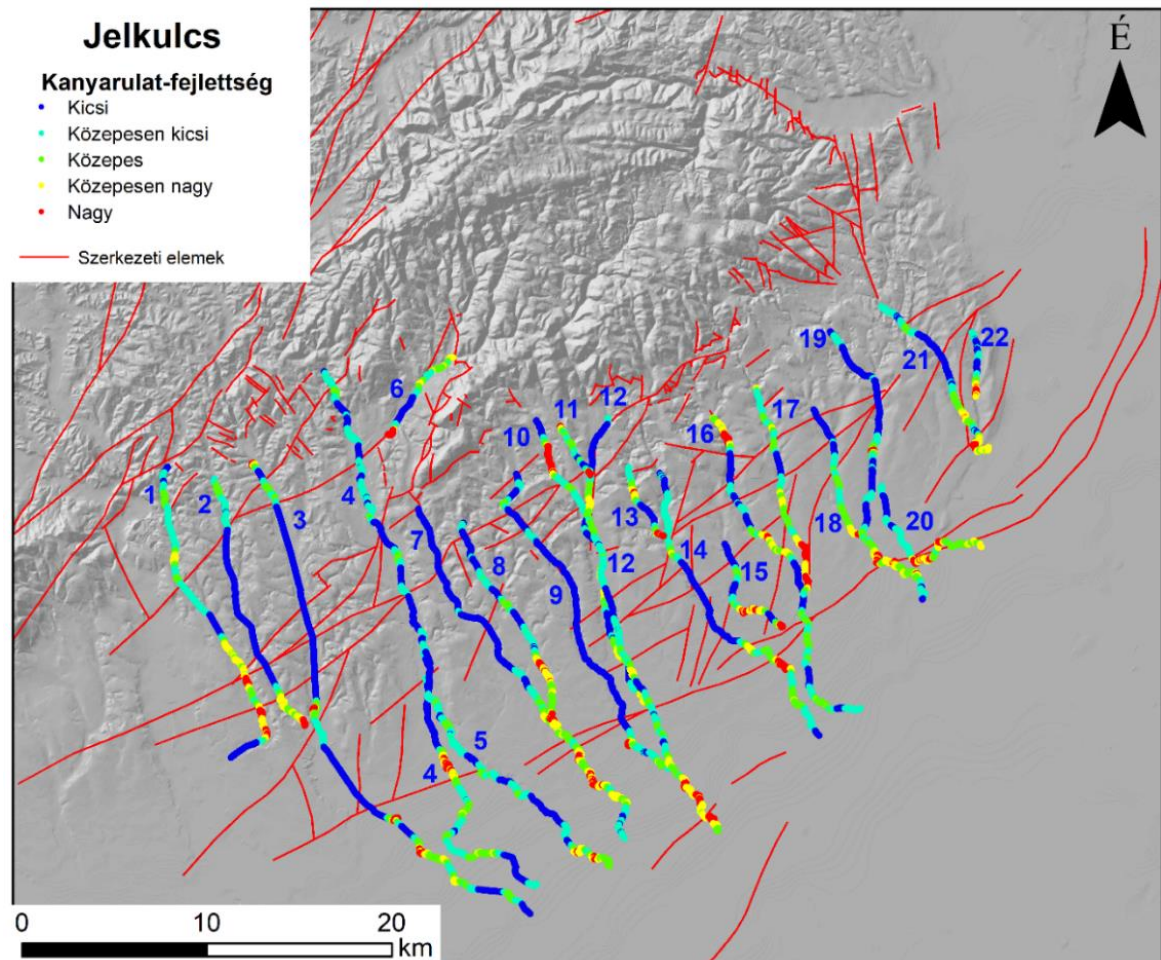 Jelkulcs
Kanyarulat-fejlettség
Kicsi
Közepesen kicsi
Közepes
Közepesen nagy
Nagy
Szerkezeti elemek
É
19
22
21
6
12
11
17
10
16
1
2
3
4
7
13
18
20
8
14
12
15
9
5
4
0 10 20
km